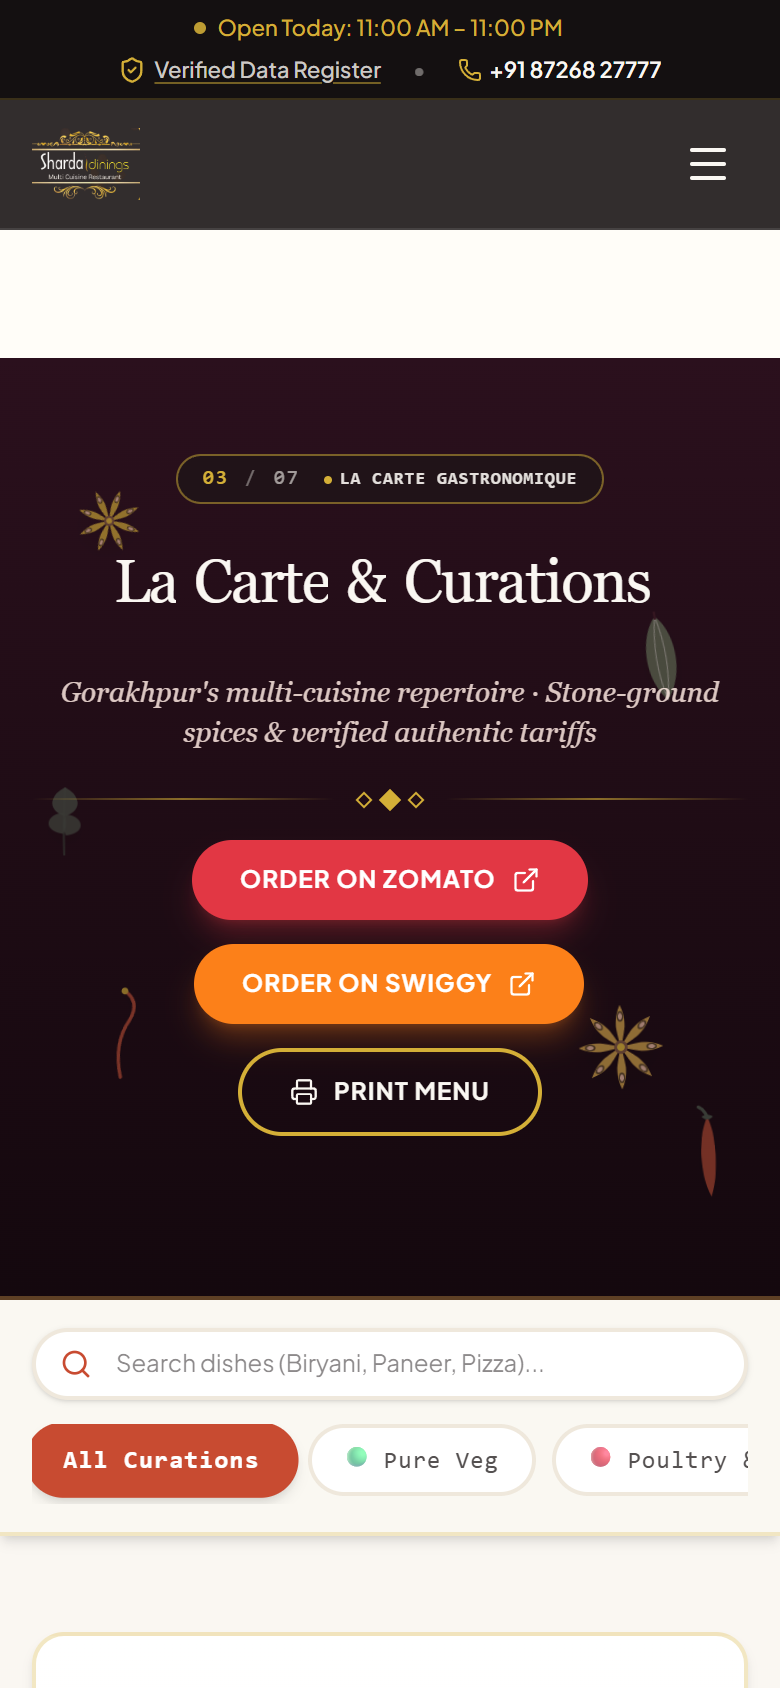 Open Today: 11:00 AM – 11:00 PM
Verified Data Register • +91 87268 27777
Sharda dinings
Multi Cuisine Restaurant
03 / 07 • LA CARTE GASTRONOMIQUE
La Carte & Curations
Gorakhpur's multi-cuisine repertoire · Stone-ground
spices & verified authentic tariffs
ORDER ON ZOMATO
ORDER ON SWIGGY
PRINT MENU
Search dishes (Biryani, Paneer, Pizza)...
All Curations Pure Veg Poultry &